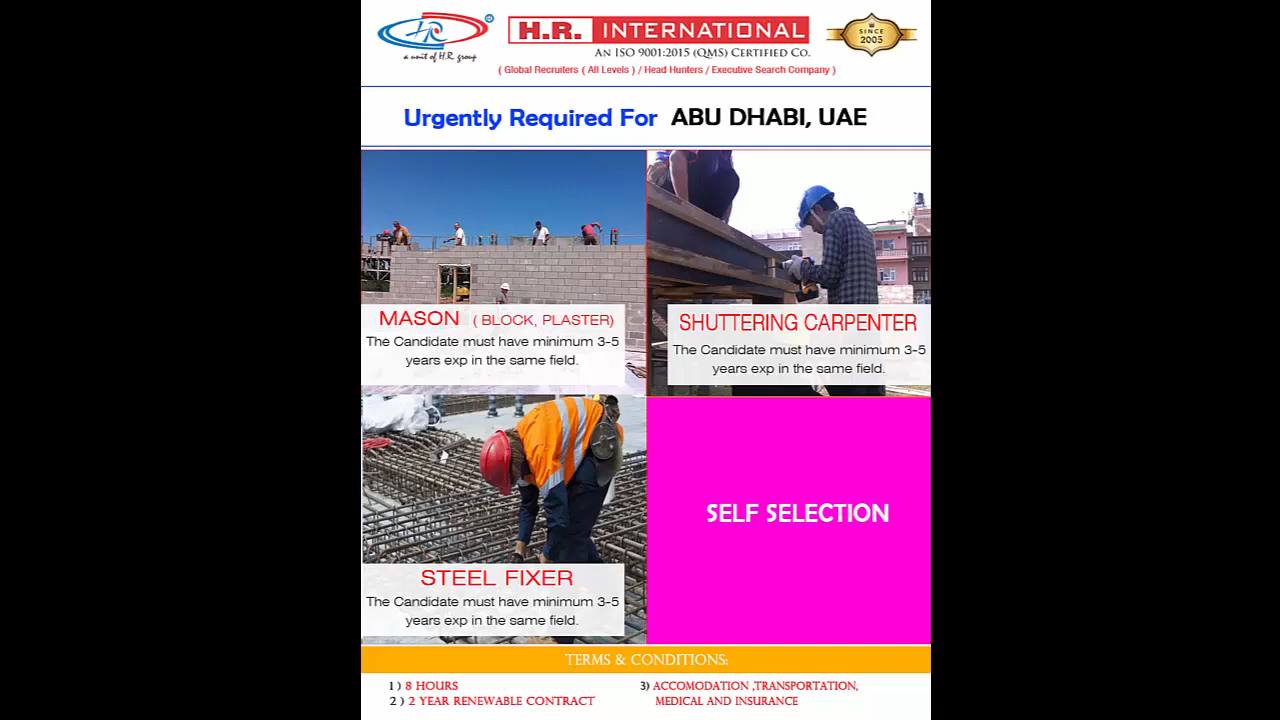 HR
R
a unit of H.R. group
H.R. INTERNATIONAL
AN ISO 9001:2015 (QMS) CERTIFIED CO.
( Global Recruiters ( All Levels ) / Head Hunters / Executive Search Company )
SINCE
2005
Urgently Required For ABU DHABI, UAE
MASON ( BLOCK, PLASTER)
The Candidate must have minimum 3-5
years exp in the same field.
SHUTTERING CARPENTER
The Candidate must have minimum 3-5
years exp in the same field.
STEEL FIXER
The Candidate must have minimum 3-5
years exp in the same field.
SELF SELECTION
TERMS & CONDITIONS:
1 ) 8 HOURS
2 ) 2 YEAR RENEWABLE CONTRACT
3) ACCOMODATION ,TRANSPORTATION,
MEDICAL AND INSURANCE